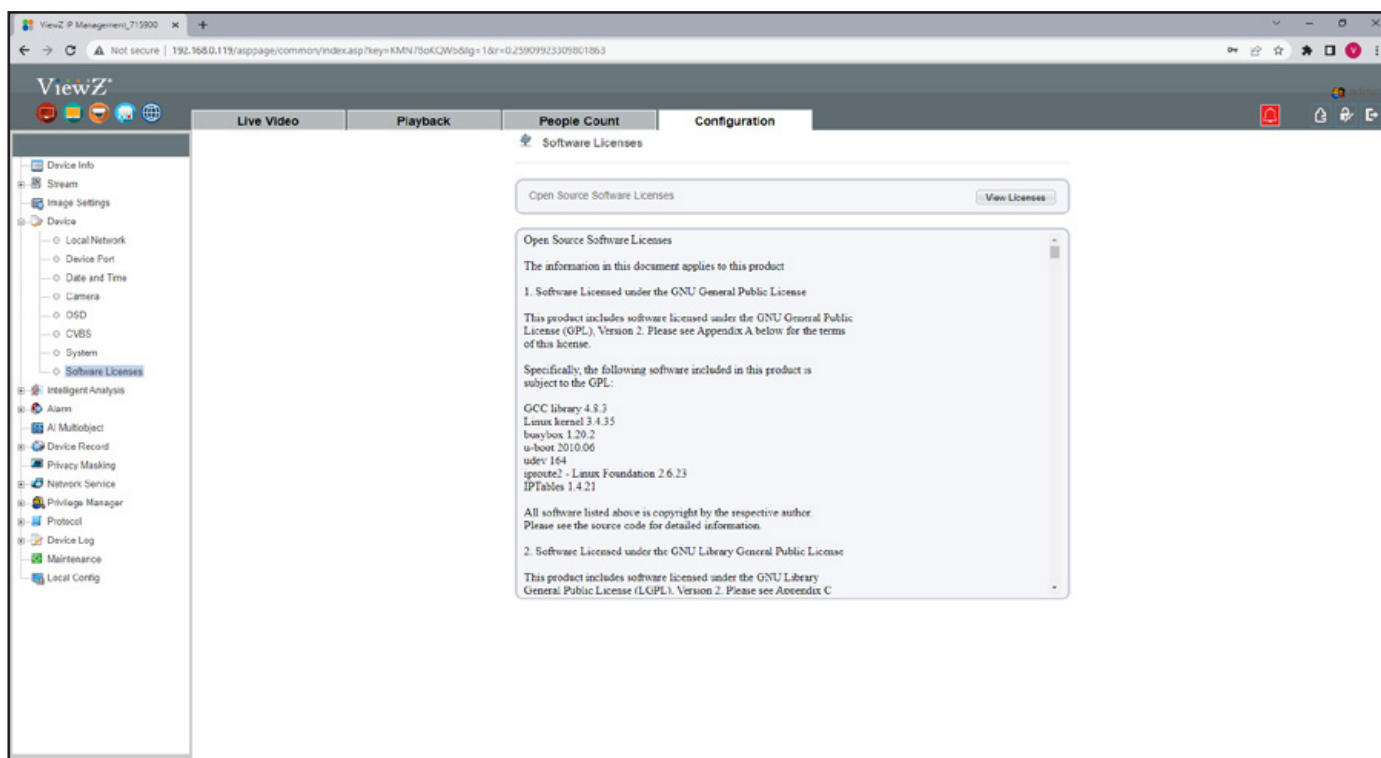 ViewZ IP Management_715900
Not secure | 192.168.0.119/asppage/common/index.asp?key=KMN78oKQWb&lg=1&r=0.25909923309801863
V
ViewZ
Live Video
Playback
People Count
Configuration
Device Info
Stream
Image Settings
Device
Local Network
Device Port
Date and Time
Camera
OSD
CVBS
System
Software Licenses
Intelligent Analysis
Alarm
AI Multiobject
Device Record
Privacy Masking
Network Service
Privilege Manager
Protocol
Device Log
Maintenance
Local Config
Software Licenses
Open Source Software Licenses
View Licenses
Open Source Software Licenses
The information in this document applies to this product
1. Software Licensed under the GNU General Public License
This product includes software licensed under the GNU General Public
License (GPL), Version 2. Please see Appendix A below for the terms
of this license.
Specifically, the following software included in this product is
subject to the GPL:
GCC library 4.8.3
Linux kernel 3.4.35
busybox 1.20.2
u-boot 2010.06
udev 164
iproute2 - Linux Foundation 2.6.23
IPTables 1.4.21
All software listed above is copyright by the respective author.
Please see the source code for detailed information.
2. Software Licensed under the GNU Library General Public License
This product includes software licensed under the GNU Library
General Public License (LGPL), Version 2. Please see Appendix C